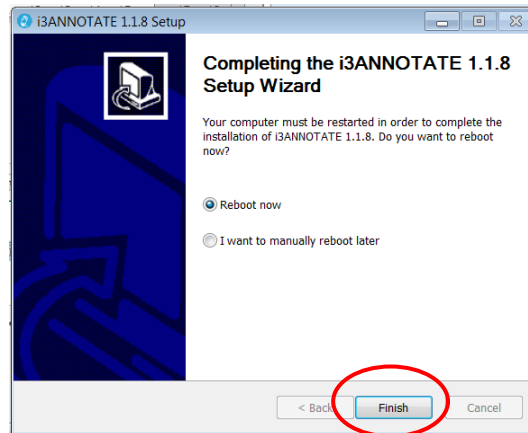 i3ANNOTATE 1.1.8 Setup
Completing the i3ANNOTATE 1.1.8
Setup Wizard
Your computer must be restarted in order to complete the
installation of i3ANNOTATE 1.1.8. Do you want to reboot
now?
Reboot now
I want to manually reboot later
< Back Finish Cancel